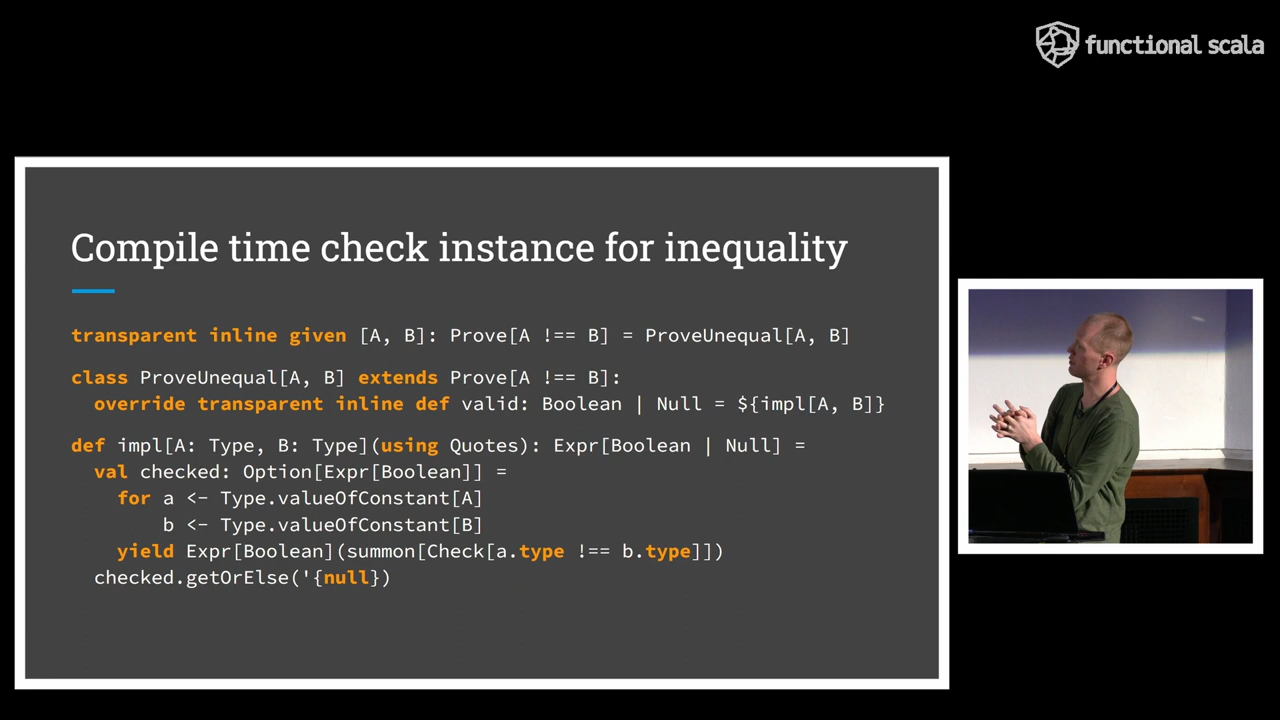 functional scala
Compile time check instance for inequality
transparent inline given [A, B]: Prove[A !== B] = ProveUnequal[A, B]
class ProveUnequal[A, B] extends Prove[A !== B]:
override transparent inline def valid: Boolean | Null = ${impl[A, B]}
def impl[A: Type, B: Type](using Quotes): Expr[Boolean | Null] =
val checked: Option[Expr[Boolean]] =
for a <- Type.valueOfConstant[A]
b <- Type.valueOfConstant[B]
yield Expr[Boolean](summon[Check[a.type !== b.type]])
checked.getOrElse('{null})